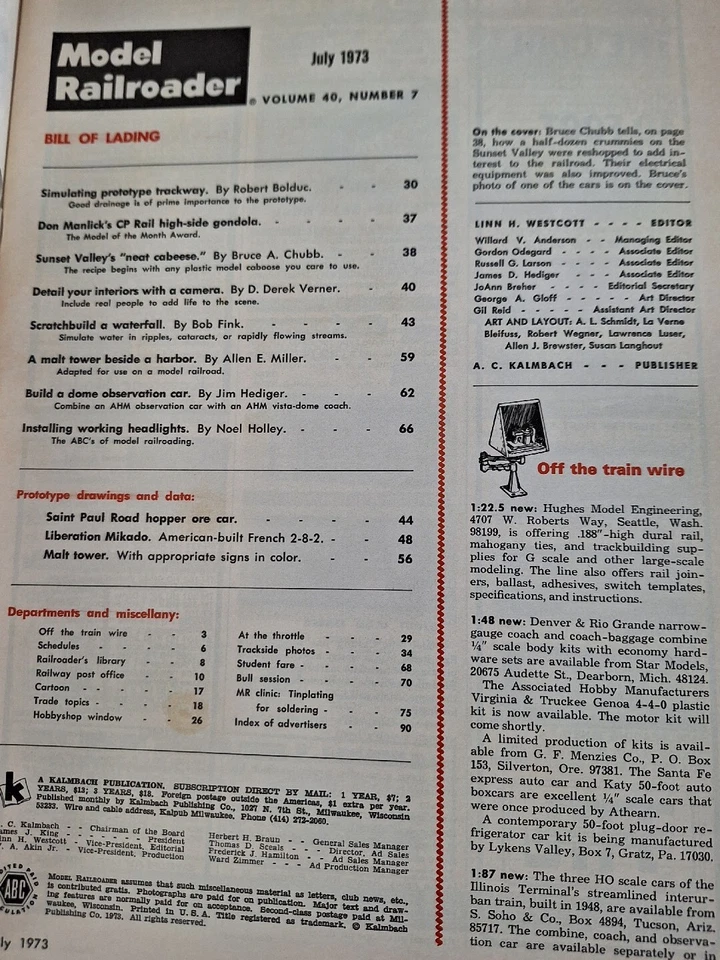 Model
Railroader
July 1973
® VOLUME 40, NUMBER 7
BILL OF LADING
Simulating prototype trackway. By Robert Bolduc. - - 30
Good drainage is of prime importance to the prototype.
Don Manlick's CP Rail high-side gondola. - - - - - 37
The Model of the Month Award.
Sunset Valley's "neat cabeese." By Bruce A. Chubb. - - 38
The recipe begins with any plastic model caboose you care to use.
Detail your interiors with a camera. By D. Derek Verner. - 40
Include real people to add life to the scene.
Scratchbuild a waterfall. By Bob Fink. - - - - 43
Simulate water in ripples, cataracts, or rapidly flowing streams.
A malt tower beside a harbor. By Allen E. Miller. - - 59
Adapted for use on a model railroad.
Build a dome observation car. By Jim Hediger. - - - 62
Combine an AHM observation car with an AHM vista-dome coach.
Installing working headlights. By Noel Holley. - - - 66
The ABC's of model railroading.
Prototype drawings and data:
Saint Paul Road hopper ore car. - - - - - 44
Liberation Mikado. American-built French 2-8-2. - - 48
Malt tower. With appropriate signs in color. - - - 56
Departments and miscellany:
Off the train wire - - 3
Schedules - - - 6
Railroader's library - - 8
Railway post office - - 10
Cartoon - - - - 17
Trade topics - - - 18
Hobbyshop window - - 26
At the throttle - - - 29
Trackside photos - - - 34
Student fare - - - - 68
Bull session - - - - 70
MR clinic: Tinplating
for soldering - - - 75
Index of advertisers - - 90
k
A KALMBACH PUBLICATION. SUBSCRIPTION DIRECT BY MAIL: 1 YEAR, $7; 2
YEARS, $13; 3 YEARS, $18. Foreign postage outside the Americas, $1 extra per year.
Published monthly by Kalmbach Publishing Co., 1027 N. 7th St., Milwaukee, Wisconsin
53233. Wire and cable address, Kalpub Milwaukee. Phone (414) 272-2060.
. C. Kalmbach - - Chairman of the Board
ames J. King - - - - President
inn H. Westcott - Vice-President, Editorial
. A. Akin Jr. - Vice-President, Production
Herbert H. Braun - - General Sales Manager
Thomas D. Sceals - - Director, Ad Sales
Frederick J. Hamilton - - Ad Sales Manager
Ward Zimmer - - Ad Production Manager
ABC
MODEL RAILROADER assumes that such miscellaneous material as letters, club news, etc.,
is contributed gratis. Photographs are paid for on publication. Major text and draw-
ing features are normally paid for on acceptance. Second-class postage paid at Mil-
waukee, Wisconsin. Printed in U. S. A. Title registered as trademark. © Kalmbach
Publishing Co. 1973. All rights reserved.
ly 1973
On the cover: Bruce Chubb tells, on page
38, how a half-dozen crummies on the
Sunset Valley were reshopped to add in-
terest to the railroad. Their electrical
equipment was also improved. Bruce's
photo of one of the cars is on the cover.
LINN H. WESTCOTT - - - - EDITOR
Willard V. Anderson - - Managing Editor
Gordon Odegard - - - - Associate Editor
Russell G. Larson - - - Associate Editor
James D. Hediger - - - Associate Editor
JoAnn Breher - - - - Editorial Secretary
George A. Gloff - - - - - Art Director
Gil Reid - - - - - Assistant Art Director
ART AND LAYOUT: A. L. Schmidt, La Verne
Bleifuss, Robert Wegner, Lawrence Luser,
Allen J. Brewster, Susan Langhout
A. C. KALMBACH - - - PUBLISHER
Off the train wire
1:22.5 new: Hughes Model Engineering,
4707 W. Roberts Way, Seattle, Wash.
98199, is offering .188"-high dural rail,
mahogany ties, and trackbuilding sup-
plies for G scale and other large-scale
modeling. The line also offers rail join-
ers, ballast, adhesives, switch templates,
specifications, and instructions.
1:48 new: Denver & Rio Grande narrow-
gauge coach and coach-baggage combine
¼" scale body kits with economy hard-
ware sets are available from Star Models,
20675 Audette St., Dearborn, Mich. 48124.
The Associated Hobby Manufacturers
Virginia & Truckee Genoa 4-4-0 plastic
kit is now available. The motor kit will
come shortly.
A limited production of kits is avail-
able from G. F. Menzies Co., P. O. Box
153, Silverton, Ore. 97381. The Santa Fe
express auto car and Katy 50-foot auto
boxcars are excellent ¼" scale cars that
were once produced by Athearn.
A contemporary 50-foot plug-door re-
frigerator car kit is being manufactured
by Lykens Valley, Box 7, Gratz, Pa. 17030.
1:87 new: The three HO scale cars of the
Illinois Terminal's streamlined interur-
ban train, built in 1948, are available from
S. Soho & Co., Box 4894, Tucson, Ariz.
85717. The combine, coach, and observa-
tion car are available separately or in